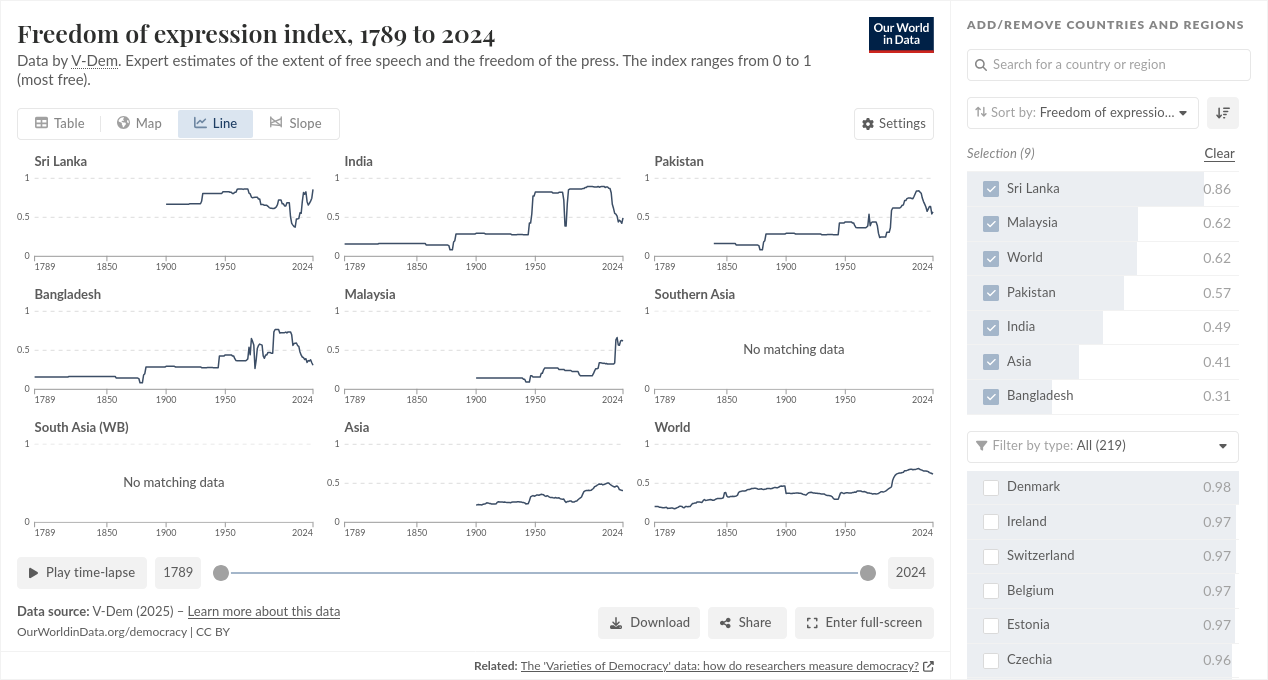 Freedom of expression index, 1789 to 2024
Data by V-Dem. Expert estimates of the extent of free speech and the freedom of the press. The index ranges from 0 to 1
(most free).
Our World
in Data
Table
Map
Line
Slope
Settings
Sri Lanka
1
0.5
0
1789
1850
1900
1950
2024
India
1
0.5
0
1789
1850
1900
1950
2024
Pakistan
1
0.5
0
1789
1850
1900
1950
2024
Bangladesh
1
0.5
0
1789
1850
1900
1950
2024
Malaysia
1
0.5
0
1789
1850
1900
1950
2024
Southern Asia
1
No matching data
0
1789
1850
1900
1950
2024
South Asia (WB)
1
No matching data
0
1789
1850
1900
1950
2024
Asia
1
0.5
0
1789
1850
1900
1950
2024
World
1
0.5
0
1789
1850
1900
1950
2024
Play time-lapse
1789
2024
Data source: V-Dem (2025) – Learn more about this data
OurWorldinData.org/democracy | CC BY
Download
Share
Enter full-screen
Related: The 'Varieties of Democracy' data: how do researchers measure democracy?
ADD/REMOVE COUNTRIES AND REGIONS
Search for a country or region
Sort by: Freedom of expressio...
Selection (9)
Clear
Sri Lanka 0.86
Malaysia 0.62
World 0.62
Pakistan 0.57
India 0.49
Asia 0.41
Bangladesh 0.31
Filter by type: All (219)
Denmark 0.98
Ireland 0.97
Switzerland 0.97
Belgium 0.97
Estonia 0.97
Czechia 0.96